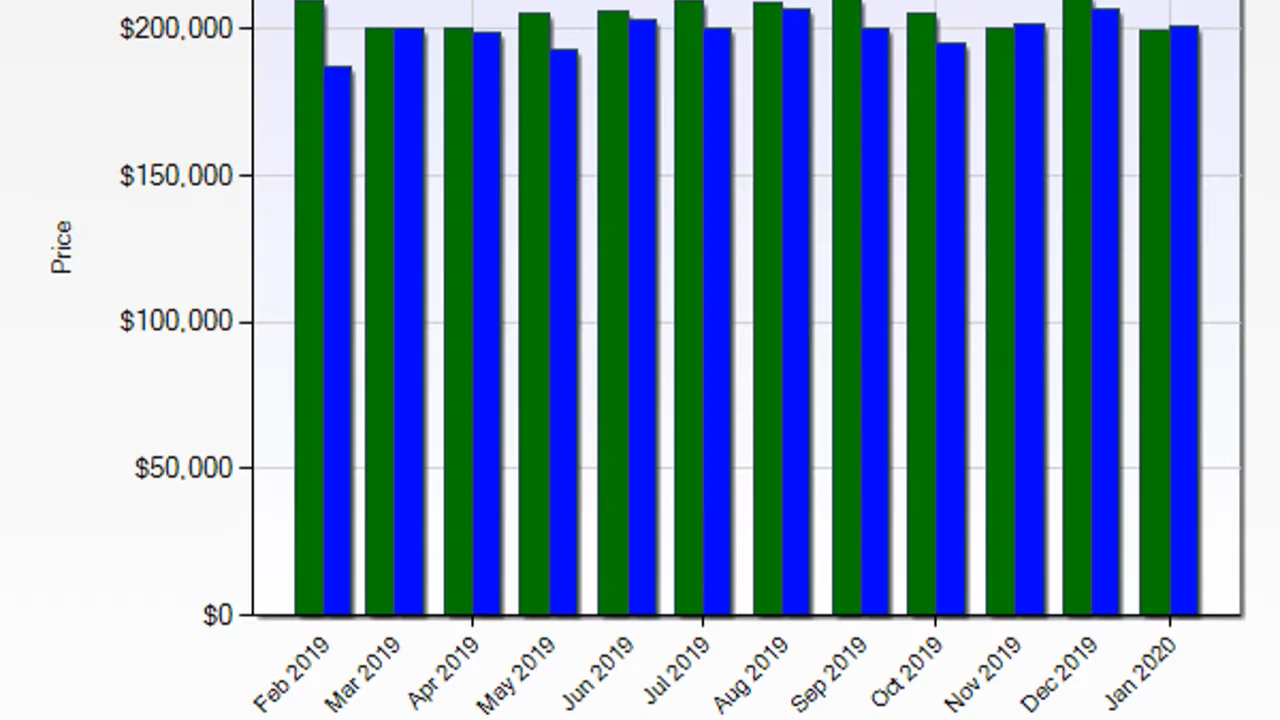 $200,000
$150,000
$100,000
$50,000
$0
Price
Feb 2019
Mar 2019
Apr 2019
May 2019
Jun 2019
Jul 2019
Aug 2019
Sep 2019
Oct 2019
Nov 2019
Dec 2019
Jan 2020